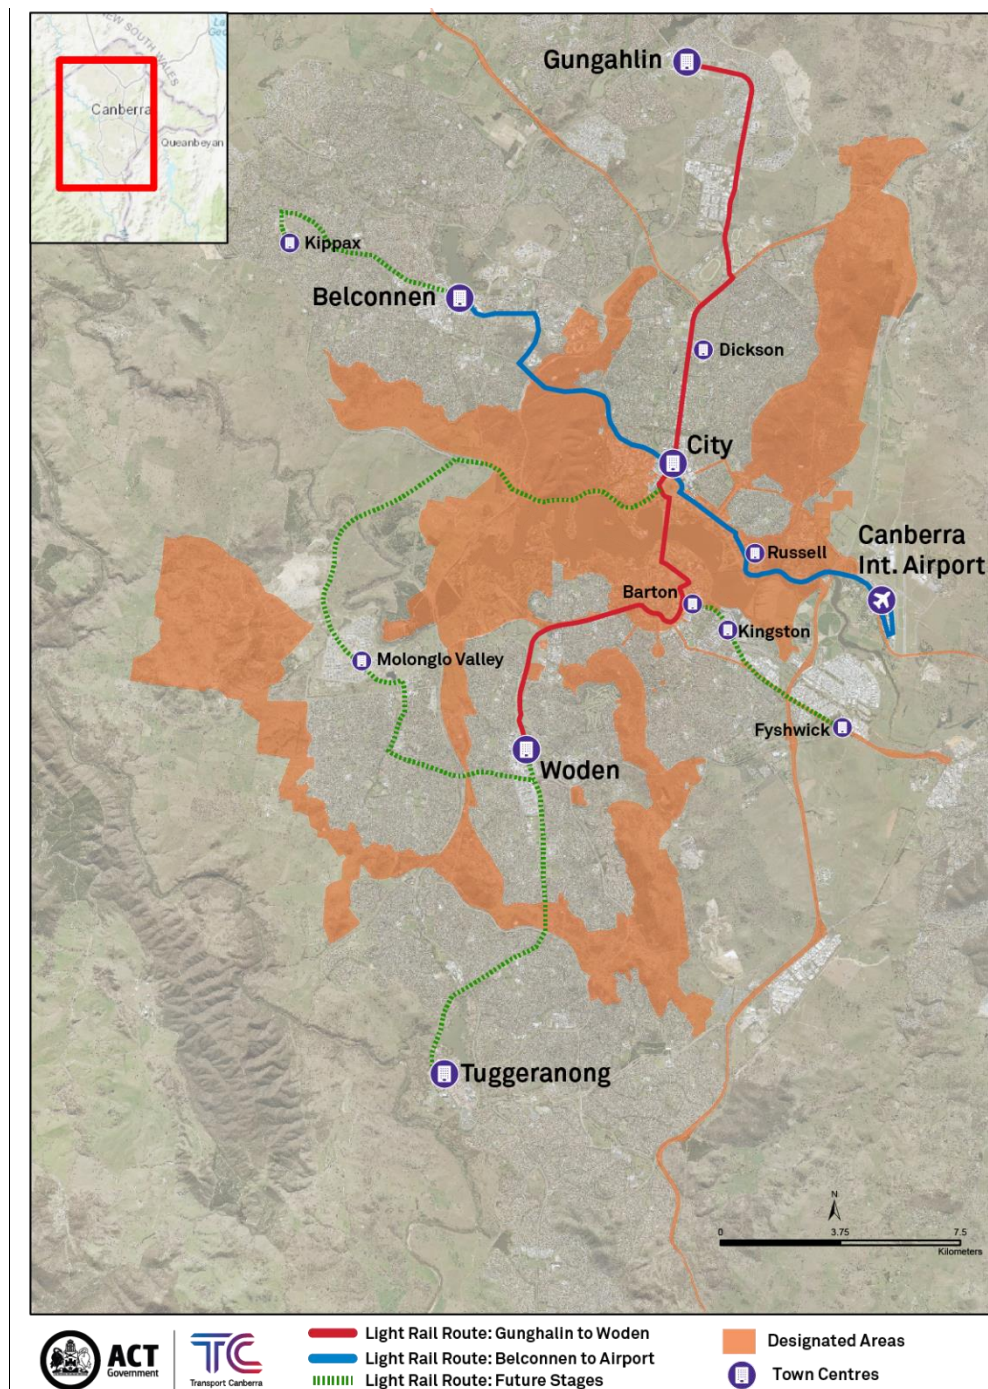 NEW SOUTH WALES
Canberra
Queanbeyan
Gungahlin
Kippax
Belconnen
Dickson
City
Canberra
Int. Airport
Russell
Barton
Kingston
Molonglo Valley
Fyshwick
Woden
Tuggeranong
N
0 3.75 7.5
Kilometers
ACT
Government
TC
Transport Canberra
Light Rail Route: Gunghalin to Woden
Light Rail Route: Belconnen to Airport
Light Rail Route: Future Stages
Designated Areas
Town Centres